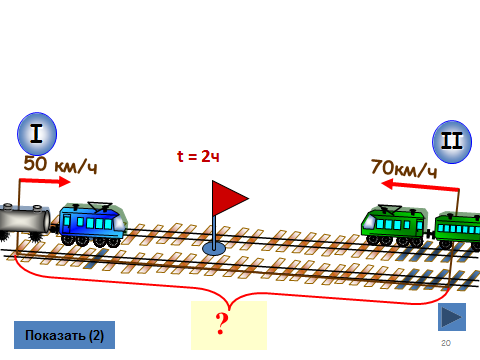 I
II
50 км/ч
t = 2ч
70км/ч
?
Показать (2)
20